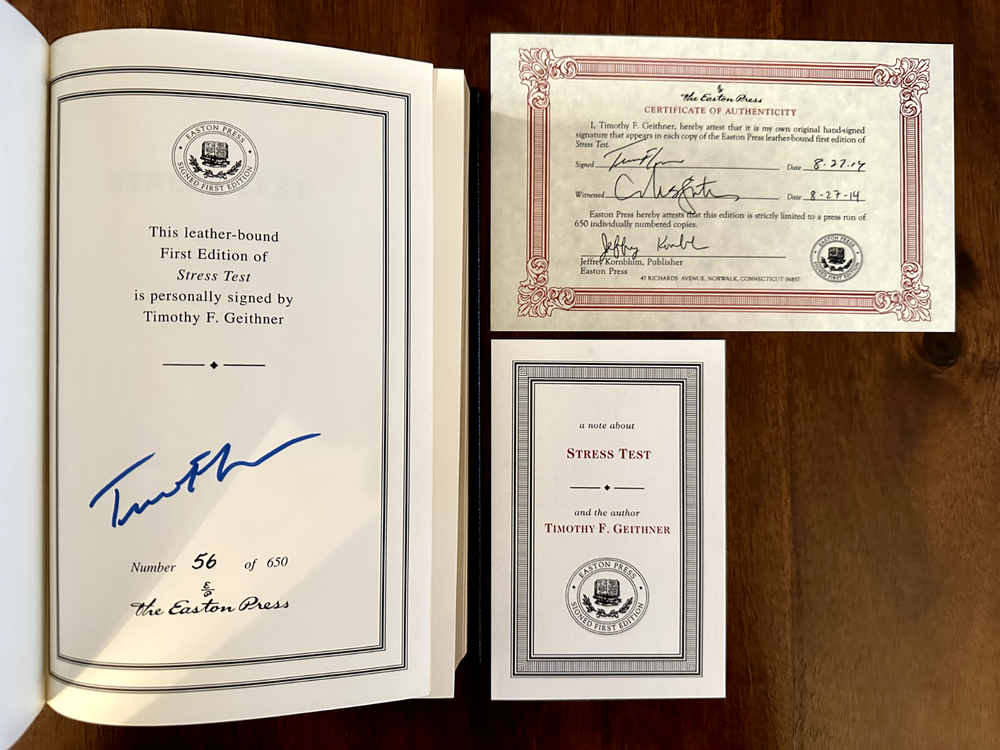 EASTON PRESS
SIGNED FIRST EDITION
This leather-bound
First Edition of
Stress Test
is personally signed by
Timothy F. Geithner
Number 56 of 650
the Easton Press
the Easton Press
CERTIFICATE OF AUTHENTICITY
I, Timothy F. Geithner, hereby attest that it is my own original hand-signed
signature that appears in each copy of the Easton Press leather-bound first edition of
Stress Test.
Signed Date 8.27.14
Witnessed Date 8-27-14
Easton Press hereby attests that this edition is strictly limited to a press run of
650 individually numbered copies.
Jeffrey Kornblum, Publisher
Easton Press
47 RICHARDS AVENUE, NORWALK, CONNECTICUT 06857
EASTON PRESS
SIGNED FIRST EDITION
a note about
STRESS TEST
and the author
TIMOTHY F. GEITHNER
EASTON PRESS
SIGNED FIRST EDITION